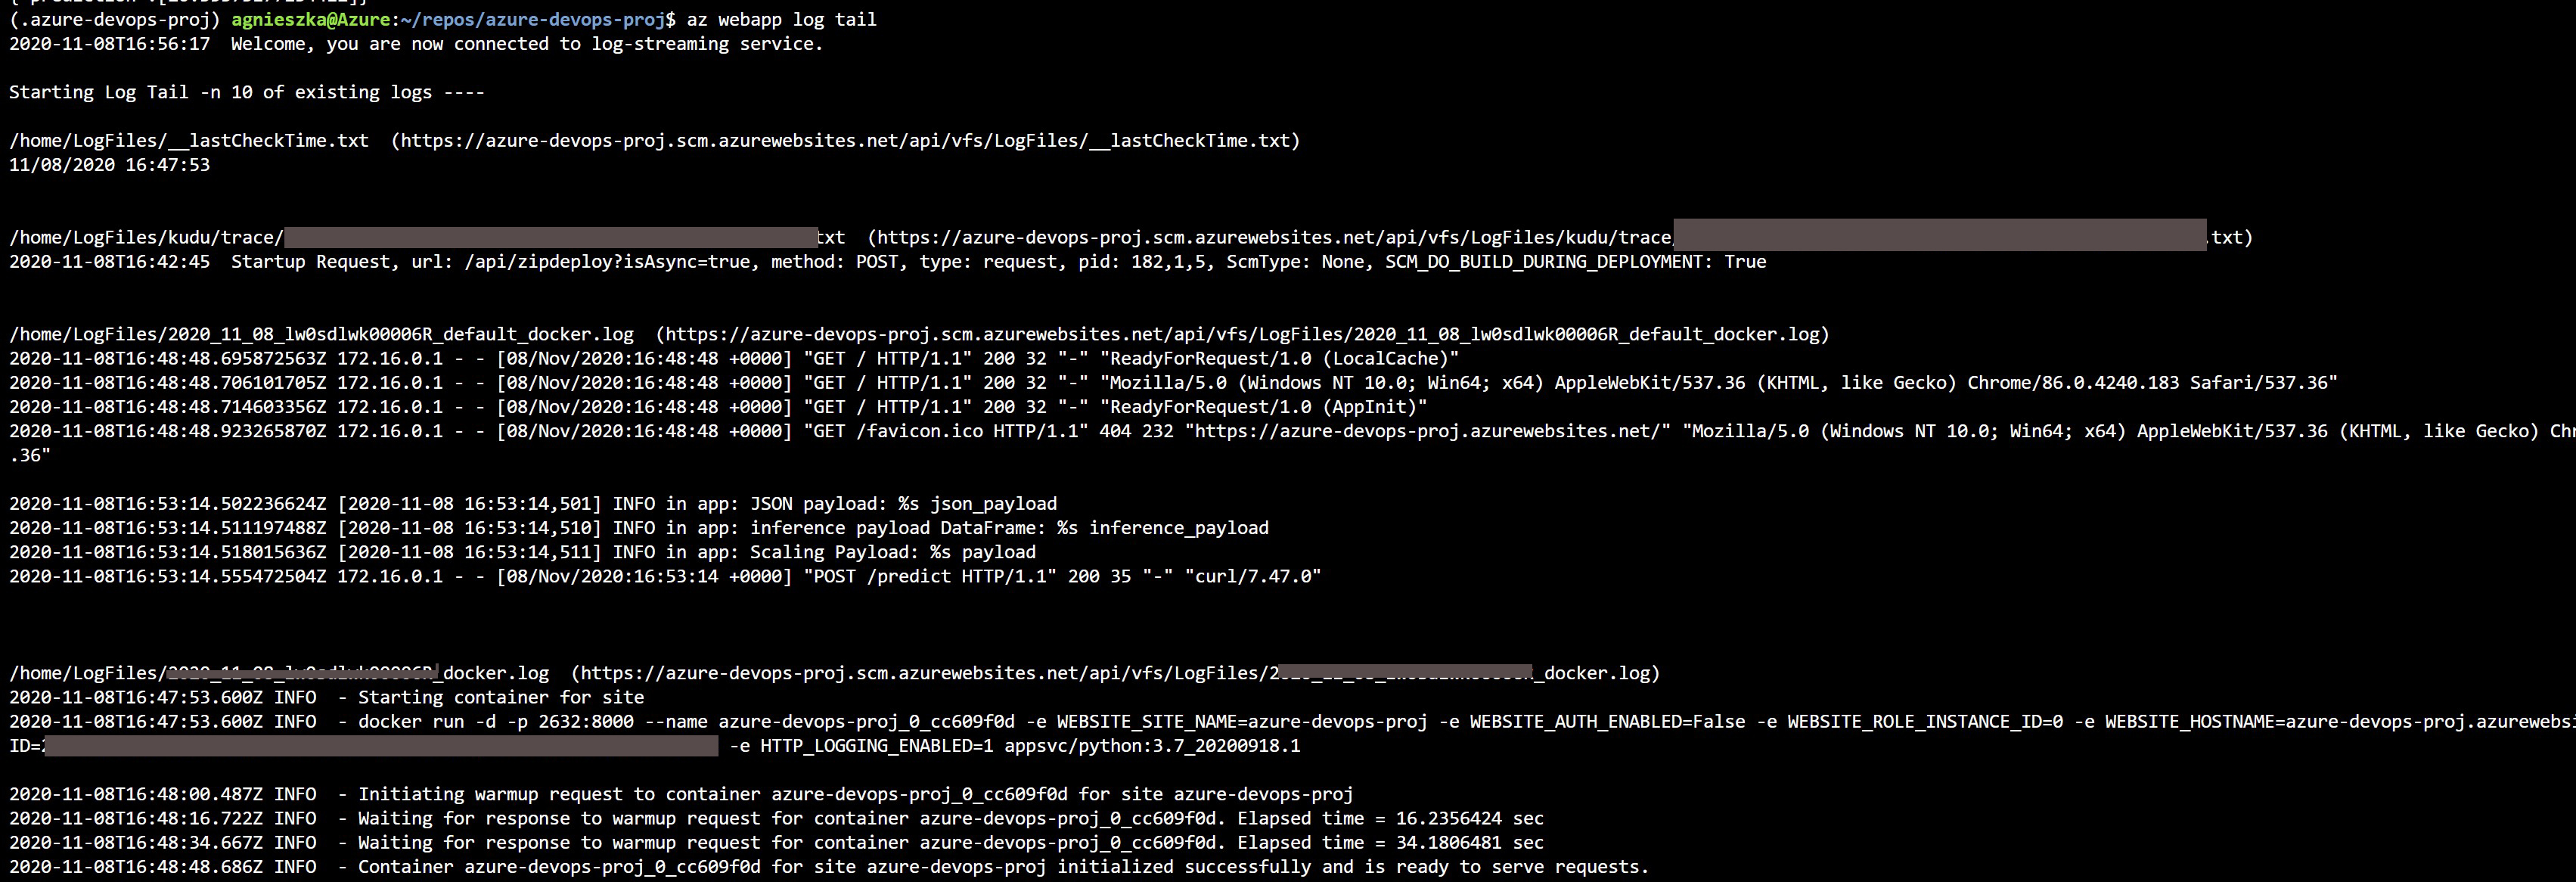 (.azure-devops-proj) agnieszka@Azure:~/repos/azure-devops-proj$ az webapp log tail
2020-11-08T16:56:17  Welcome, you are now connected to log-streaming service.
Starting Log Tail -n 10 of existing logs ----
/home/LogFiles/__lastCheckTime.txt  (https://azure-devops-proj.scm.azurewebsites.net/api/vfs/LogFiles/__lastCheckTime.txt)
11/08/2020 16:47:53
/home/LogFiles/kudu/trace/ txt  (https://azure-devops-proj.scm.azurewebsites.net/api/vfs/LogFiles/kudu/trace/ .txt)
2020-11-08T16:42:45  Startup Request, url: /api/zipdeploy?isAsync=true, method: POST, type: request, pid: 182,1,5, ScmType: None, SCM_DO_BUILD_DURING_DEPLOYMENT: True
/home/LogFiles/2020_11_08_lw0sdlwk00006R_default_docker.log  (https://azure-devops-proj.scm.azurewebsites.net/api/vfs/LogFiles/2020_11_08_lw0sdlwk00006R_default_docker.log)
2020-11-08T16:48:48.695872563Z 172.16.0.1 - - [08/Nov/2020:16:48:48 +0000] "GET / HTTP/1.1" 200 32 "-" "ReadyForRequest/1.0 (LocalCache)"
2020-11-08T16:48:48.706101705Z 172.16.0.1 - - [08/Nov/2020:16:48:48 +0000] "GET / HTTP/1.1" 200 32 "-" "Mozilla/5.0 (Windows NT 10.0; Win64; x64) AppleWebKit/537.36 (KHTML, like Gecko) Chrome/86.0.4240.183 Safari/537.36"
2020-11-08T16:48:48.714603356Z 172.16.0.1 - - [08/Nov/2020:16:48:48 +0000] "GET / HTTP/1.1" 200 32 "-" "ReadyForRequest/1.0 (AppInit)"
2020-11-08T16:48:48.923265870Z 172.16.0.1 - - [08/Nov/2020:16:48:48 +0000] "GET /favicon.ico HTTP/1.1" 404 232 "https://azure-devops-proj.azurewebsites.net/" "Mozilla/5.0 (Windows NT 10.0; Win64; x64) AppleWebKit/537.36 (KHTML, like Gecko) Chr
.36"
2020-11-08T16:53:14.502236624Z [2020-11-08 16:53:14,501] INFO in app: JSON payload: %s json_payload
2020-11-08T16:53:14.511197488Z [2020-11-08 16:53:14,510] INFO in app: inference payload DataFrame: %s inference_payload
2020-11-08T16:53:14.518015636Z [2020-11-08 16:53:14,511] INFO in app: Scaling Payload: %s payload
2020-11-08T16:53:14.555472504Z 172.16.0.1 - - [08/Nov/2020:16:53:14 +0000] "POST /predict HTTP/1.1" 200 35 "-" "curl/7.47.0"
/home/LogFiles/ _docker.log  (https://azure-devops-proj.scm.azurewebsites.net/api/vfs/LogFiles/2 _docker.log)
2020-11-08T16:47:53.600Z INFO  - Starting container for site
2020-11-08T16:47:53.600Z INFO  - docker run -d -p 2632:8000 --name azure-devops-proj_0_cc609f0d -e WEBSITE_SITE_NAME=azure-devops-proj -e WEBSITE_AUTH_ENABLED=False -e WEBSITE_ROLE_INSTANCE_ID=0 -e WEBSITE_HOSTNAME=azure-devops-proj.azurewebsi
ID= -e HTTP_LOGGING_ENABLED=1 appsvc/python:3.7_20200918.1
2020-11-08T16:48:00.487Z INFO  - Initiating warmup request to container azure-devops-proj_0_cc609f0d for site azure-devops-proj
2020-11-08T16:48:16.722Z INFO  - Waiting for response to warmup request for container azure-devops-proj_0_cc609f0d. Elapsed time = 16.2356424 sec
2020-11-08T16:48:34.667Z INFO  - Waiting for response to warmup request for container azure-devops-proj_0_cc609f0d. Elapsed time = 34.1806481 sec
2020-11-08T16:48:48.686Z INFO  - Container azure-devops-proj_0_cc609f0d for site azure-devops-proj initialized successfully and is ready to serve requests.